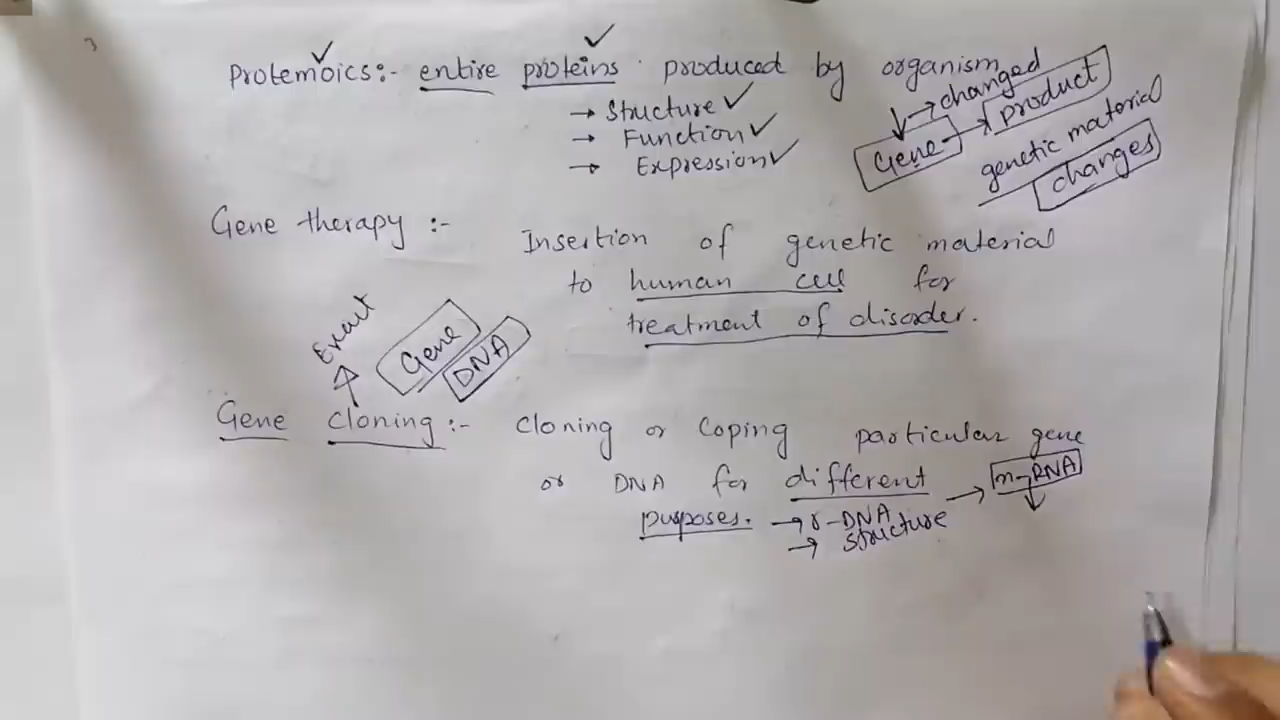 Protemoics:- entire proteins produced by organism
→ Structure ✓
→ Function ✓
→ Expression ✓
→ changed
Gene → product
genetic material
changes
Gene therapy :- Insertion of genetic material
to human cell for
treatment of disorder.
Exact
Gene
DNA
Gene cloning :- cloning or Coping particular gene
or DNA for different
purposes. → r-DNA
→ structure → m-RNA